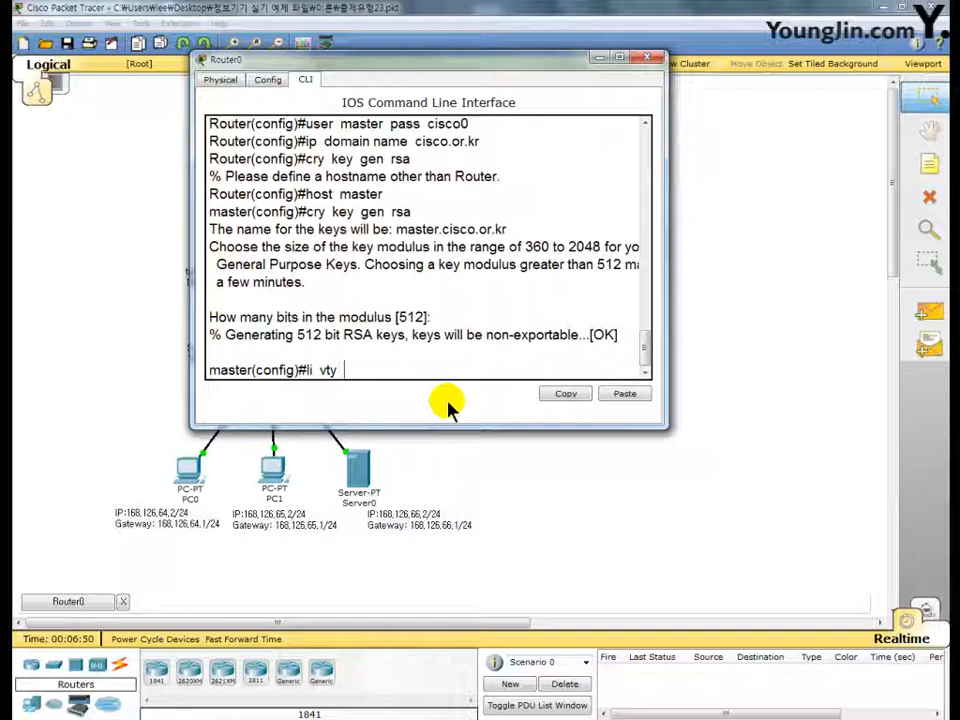 Cisco Packet Tracer - C:\Users\lee\Desktop\정보기기 실기 예제 파일\이론\출제유형23.pkt
Younglin.com Y.
Logical
[Root]
Cluster
Move Object
Set Tiled Background
Viewport
Router0
Physical
Config
CLI
IOS Command Line Interface
Router(config)#user master pass cisco0
Router(config)#ip domain name cisco.or.kr
Router(config)#cry key gen rsa
% Please define a hostname other than Router.
Router(config)#host master
master(config)#cry key gen rsa
The name for the keys will be: master.cisco.or.kr
Choose the size of the key modulus in the range of 360 to 2048 for yo
General Purpose Keys. Choosing a key modulus greater than 512 m
a few minutes.
How many bits in the modulus [512]:
% Generating 512 bit RSA keys, keys will be non-exportable...[OK]
master(config)#li vty
Copy
Paste
PC-PT
PC0
PC-PT
PC1
Server-PT
Server0
IP:168,126,64,2/24
Gateway: 168,126,64,1/24
IP:168,126,65,2/24
Gateway: 168,126,65,1/24
IP:168,126,66,2/24
Gateway: 168,126,66,1/24
Router0
X
Time: 00:06:50
Power Cycle Devices Fast Forward Time
Realtime
Routers
1841
2620XM
2621XM
2811
Generic
Generic
1841
Scenario 0
New
Delete
Toggle PDU List Window
Fire
Last Status
Source
Destination
Type
Color
Time (sec)
Per